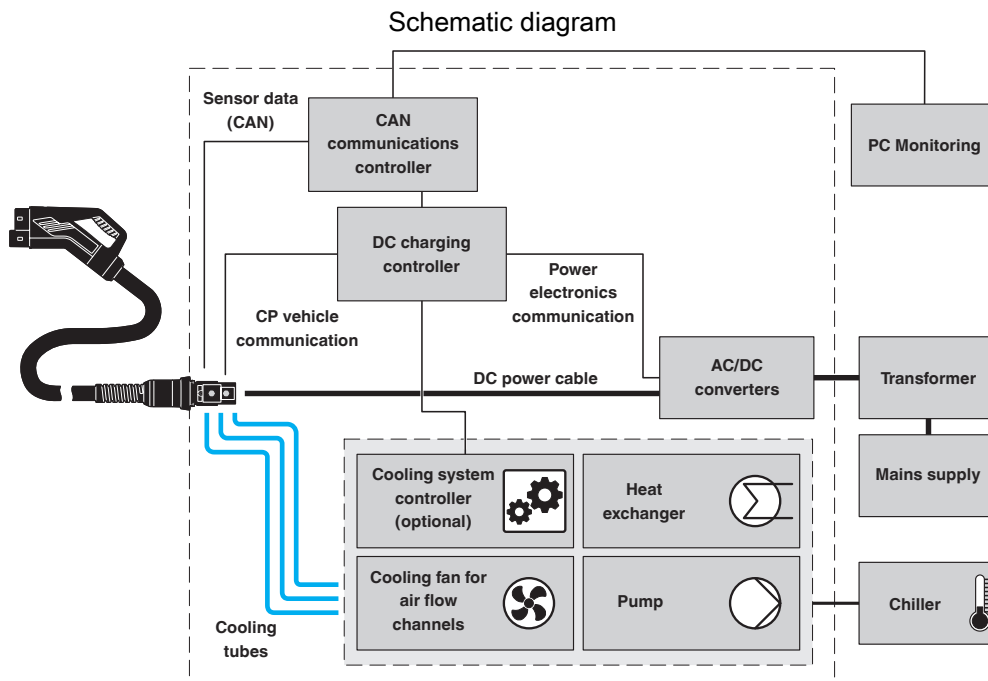 Schematic diagram
Sensor data
(CAN)
CAN
communications
controller
PC Monitoring
DC charging
controller
Power
electronics
communication
CP vehicle
communication
DC power cable
AC/DC
converters
Transformer
Mains supply
Cooling system
controller
(optional)
Heat
exchanger
Cooling fan for
air flow
channels
Pump
Chiller
Cooling
tubes